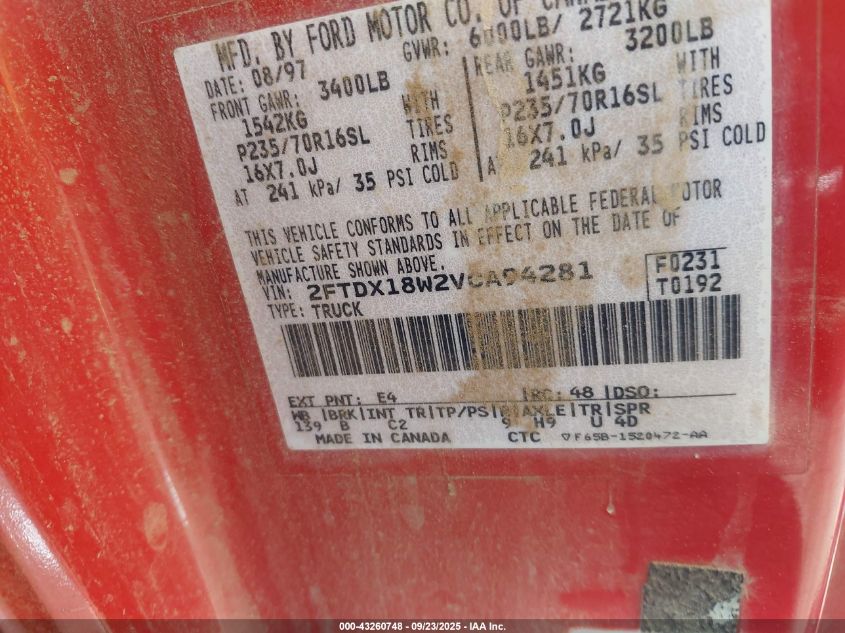 MFD. BY FORD MOTOR CO. OF
DATE: 08/97 GVWR: 6000LB/ 2721KG
FRONT GAWR: 3400LB REAR GAWR: 3200LB
1542KG WITH 1451KG WITH
P235/70R16SL TIRES P235/70R16SL TIRES
16X7.0J RIMS 16X7.0J RIMS
AT 241 kPa/ 35 PSI COLD 241 kPa/ 35 PSI COLD
THIS VEHICLE CONFORMS TO ALL APPLICABLE FEDERAL MOTOR
VEHICLE SAFETY STANDARDS IN EFFECT ON THE DATE OF
MANUFACTURE SHOWN ABOVE.
VIN: 2FTDX18W2VCA94281 F0231
TYPE: TRUCK T0192
EXT PNT: E4 RC: 48 DSO:
WB BRK INT TR TP/PS R AXLE TR SPR
139 B C2 9 H9 U 4D
MADE IN CANADA CTC F65B-1520472-AA
000-43260748 - 09/23/2025 - IAA Inc.